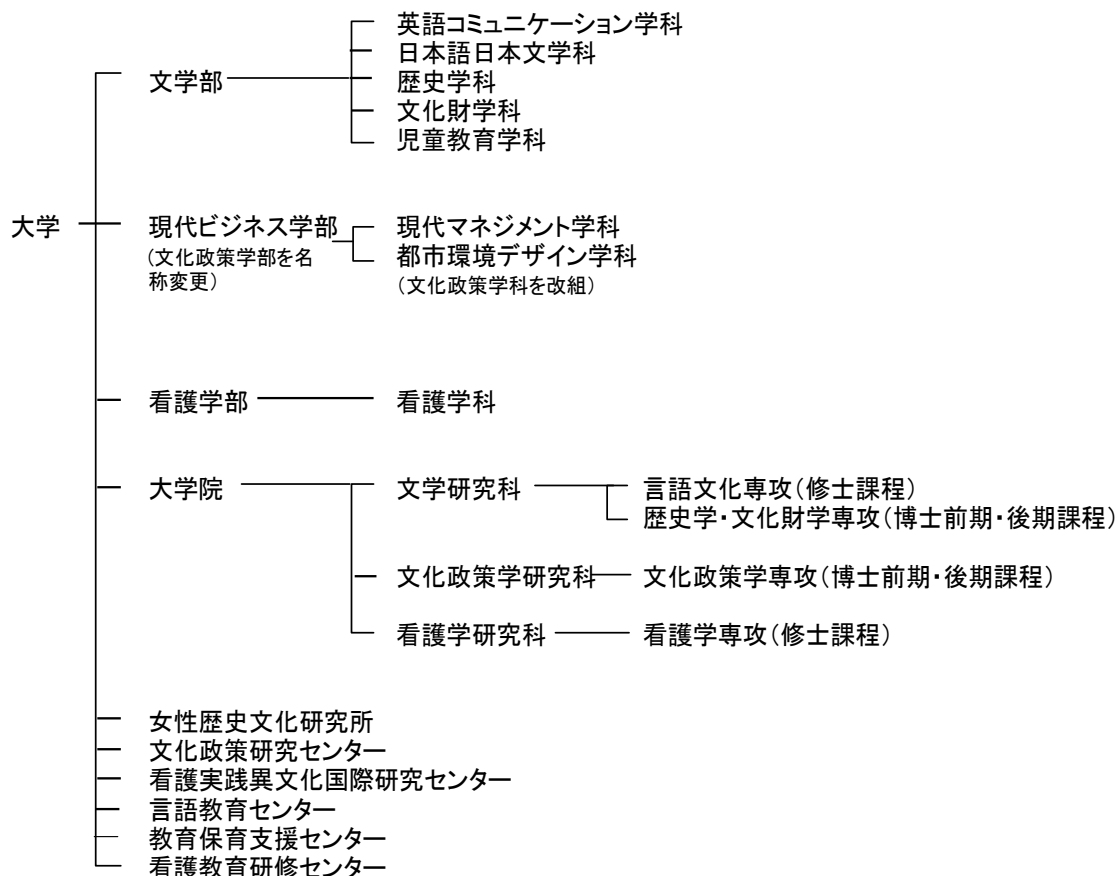 英語コミュニケーション学科
日本語日本文学科
文学部 歴史学科
文化財学科
児童教育学科
大学 現代ビジネス学部 現代マネジメント学科
(文化政策学部を名
称変更)
都市環境デザイン学科
(文化政策学科を改組)
看護学部 看護学科
大学院 文学研究科 言語文化専攻(修士課程)
歴史学・文化財学専攻(博士前期・後期課程)
文化政策学研究科 文化政策学専攻(博士前期・後期課程)
看護学研究科 看護学専攻(修士課程)
女性歴史文化研究所
文化政策研究センター
看護実践異文化国際研究センター
言語教育センター
教育保育支援センター
看護教育研修センター